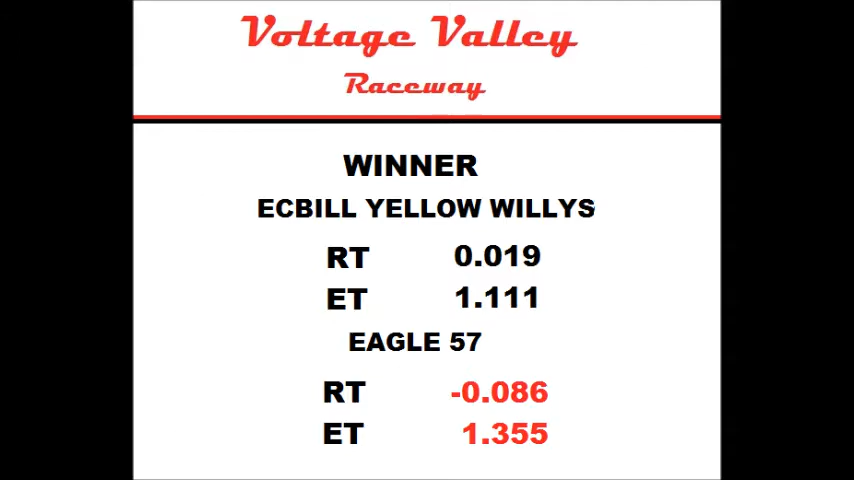 Voltage Valley
Raceway
WINNER
ECBILL YELLOW WILLYS
RT 0.019
ET 1.111
EAGLE 57
RT -0.086
ET 1.355